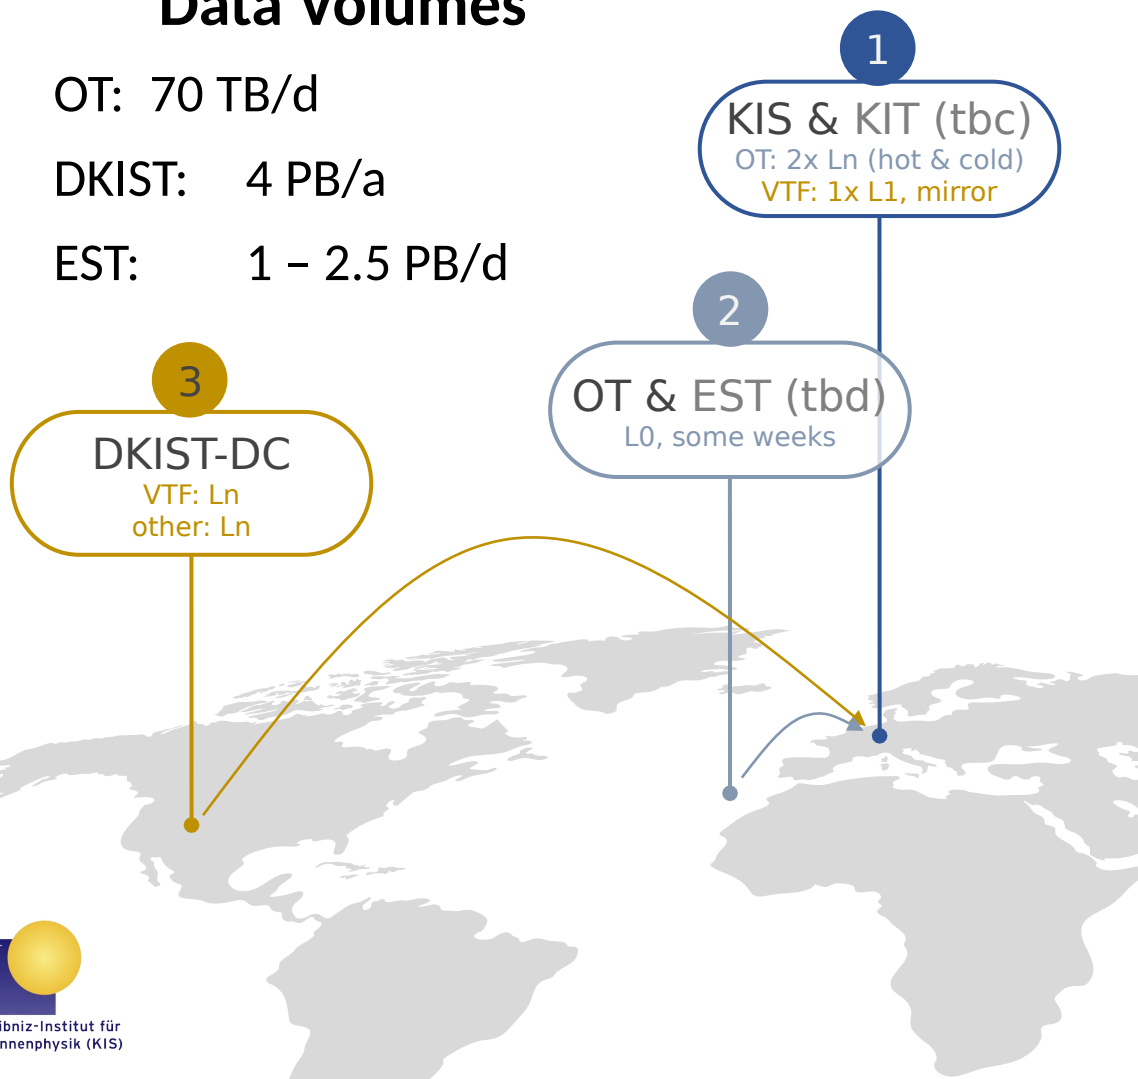 Data Volumes
OT: 70 TB/d
DKIST: 4 PB/a
EST: 1 – 2.5 PB/d
1
KIS & KIT (tbc)
OT: 2x Ln (hot & cold)
VTF: 1x L1, mirror
2
OT & EST (tbd)
L0, some weeks
3
DKIST-DC
VTF: Ln
other: Ln
ibniz-Institut für
nnenphysik (KIS)